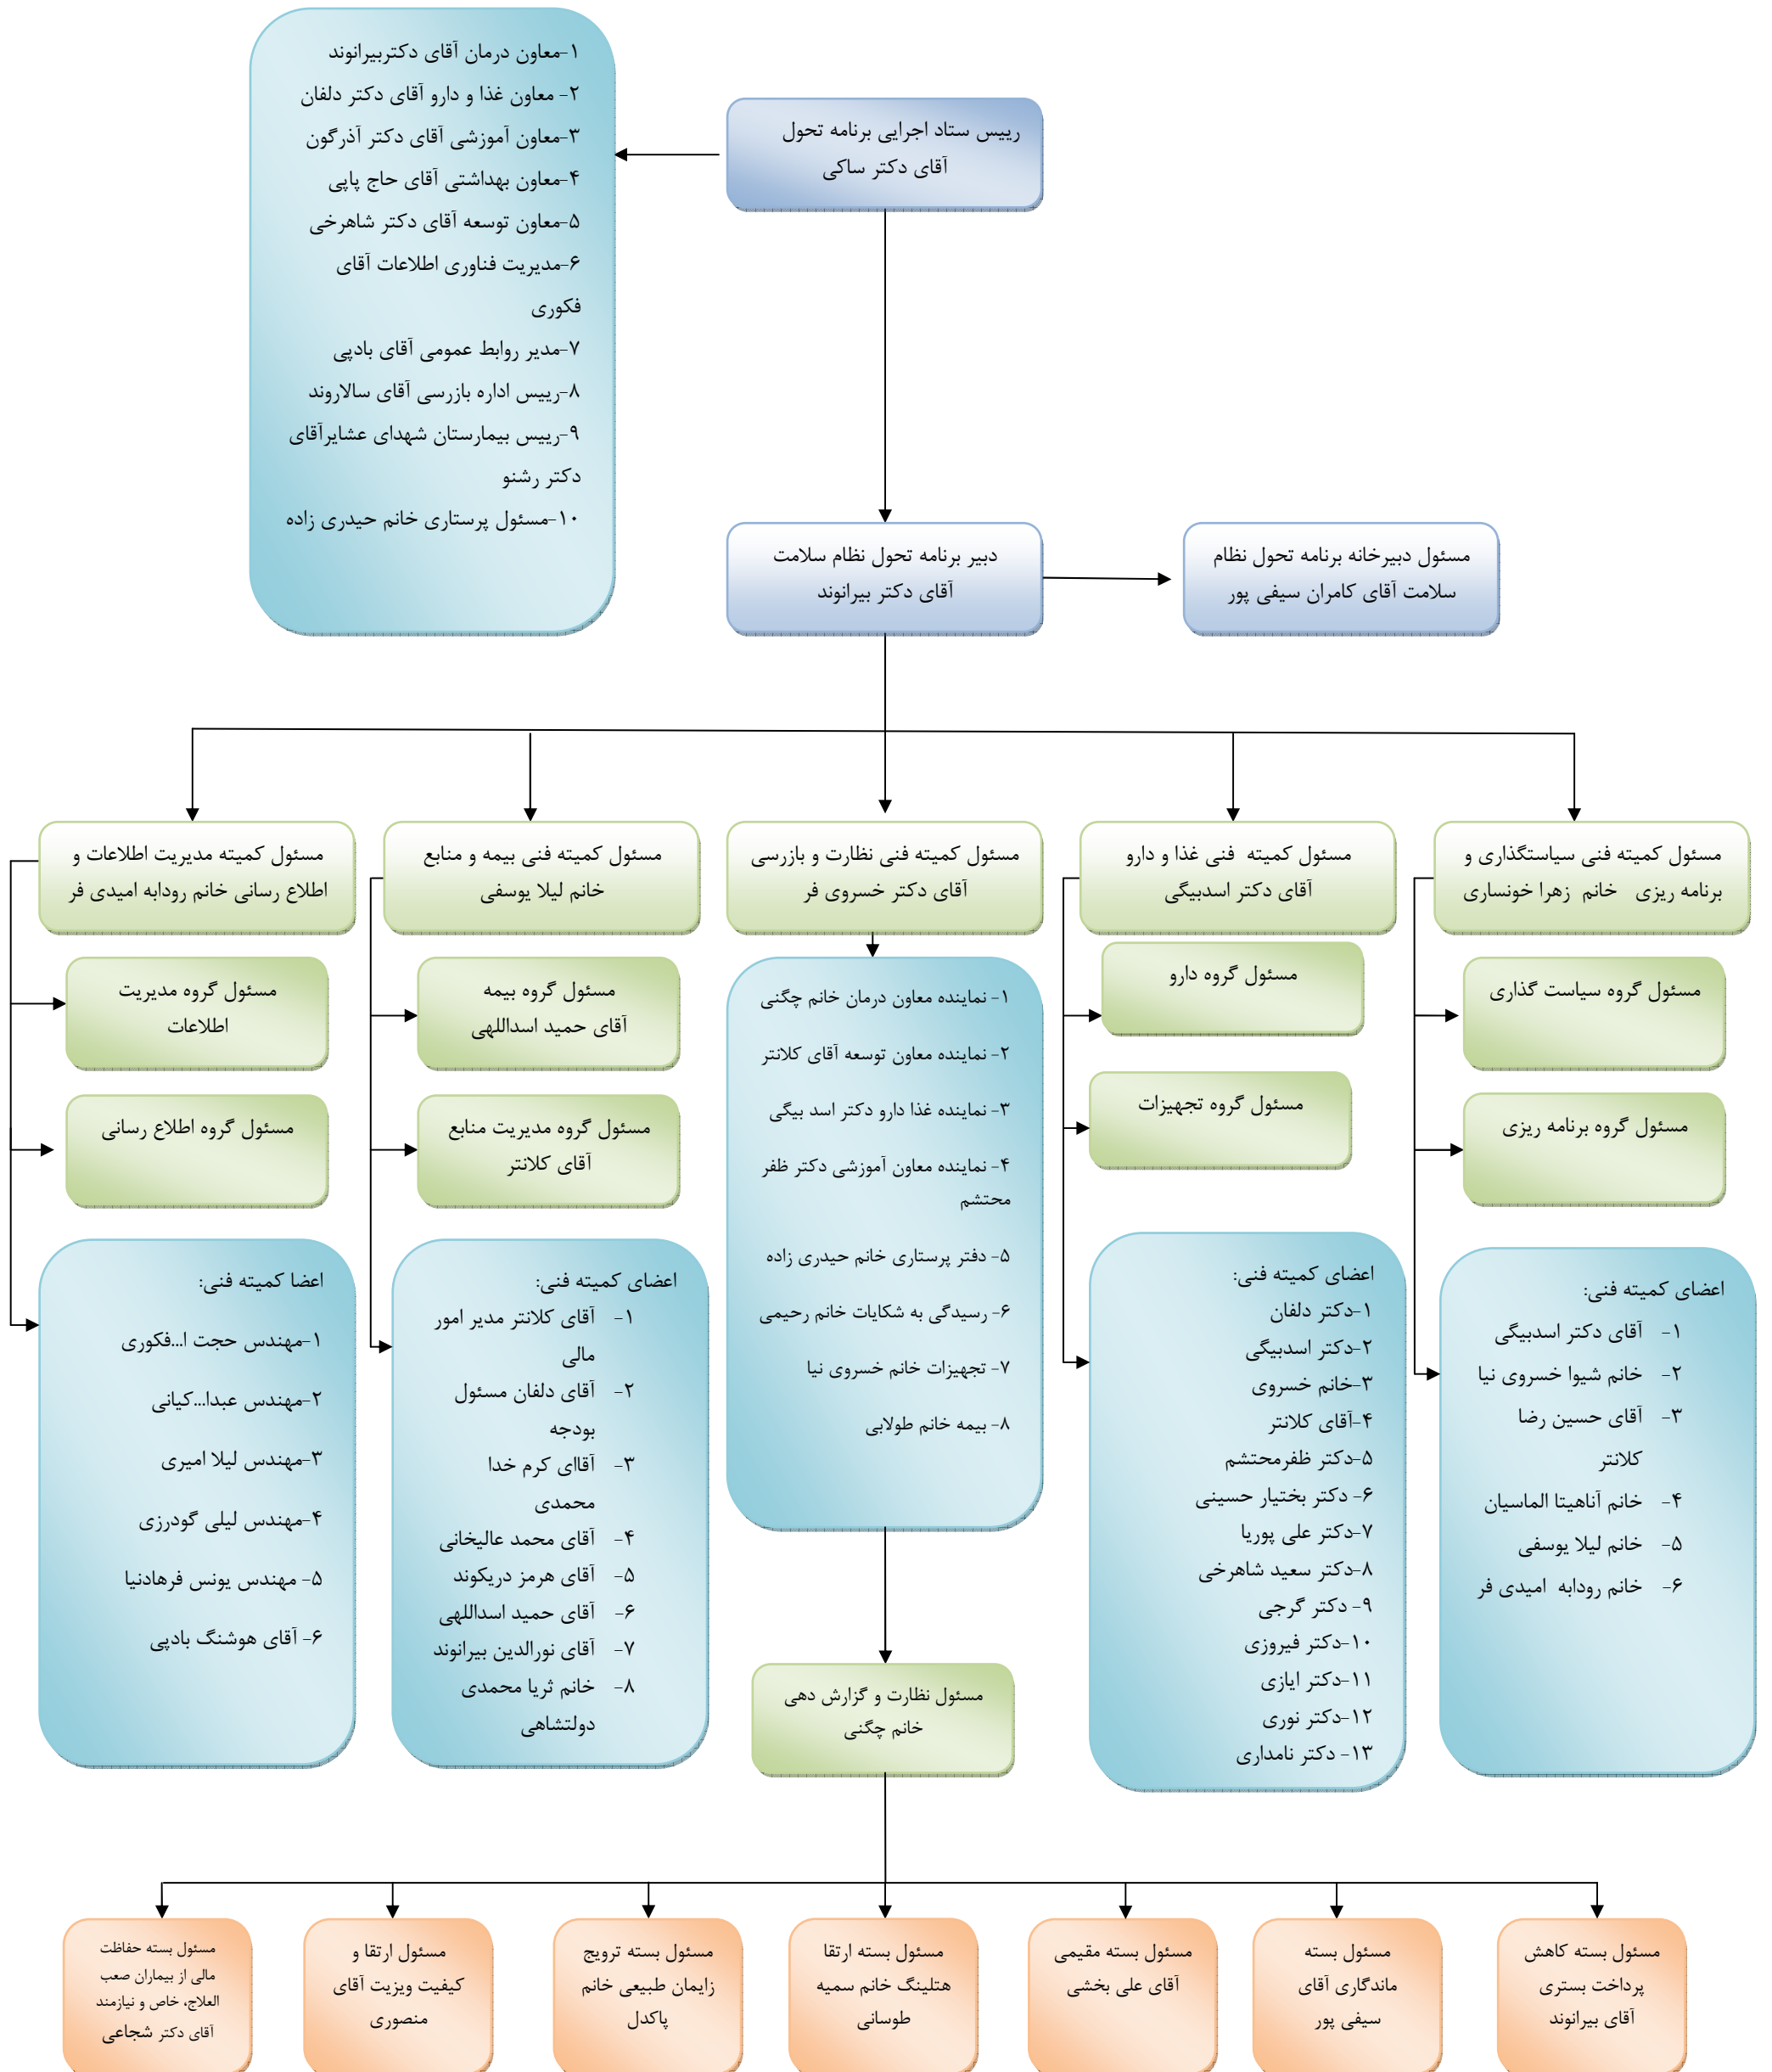 ۱-معاون درمان آقای دکتربیرانوند
۲- معاون غذا و دارو آقای دکتر دلفان
۳-معاون آموزشی آقای دکتر آذرگون
۴-معاون بهداشتی آقای حاج پاپی
۵-معاون توسعه آقای دکتر شاهرخی
۶-مدیریت فناوری اطلاعات آقای
فکوری
۷-مدیر روابط عمومی آقای بادپی
۸-رییس اداره بازرسی آقای سالاروند
۹-رییس بیمارستان شهدای عشایرآقای
دکتر رشنو
۱۰-مسئول پرستاری خانم حیدری زاده
رییس ستاد اجرایی برنامه تحول
آقای دکتر ساکی
دبیر برنامه تحول نظام سلامت
آقای دکتر بیرانوند
مسئول دبیرخانه برنامه تحول نظام
سلامت آقای کامران سیفی پور
مسئول کمیته فنی سیاستگذاری و
برنامه ریزی خانم زهرا خونساری
مسئول گروه سیاست گذاری
مسئول گروه برنامه ریزی
اعضای کمیته فنی:
۱- آقای دکتر اسدبیگی
۲- خانم شیوا خسروی نیا
۳- آقای حسین رضا
کلانتر
۴- خانم آناهیتا الماسیان
۵- خانم لیلا یوسفی
۶- خانم رودابه امیدی فر
مسئول کمیته فنی غذا و دارو
آقای دکتر اسدبیگی
مسئول گروه دارو
مسئول گروه تجهیزات
اعضای کمیته فنی:
۱-دکتر دلفان
۲-دکتر اسدبیگی
۳-خانم خسروی
۴-آقای کلانتر
۵-دکتر ظفرمحتشم
۶- دکتر بختیار حسینی
۷-دکتر علی پوریا
۸-دکتر سعید شاهرخی
۹- دکتر گرجی
۱۰-دکتر فیروزی
۱۱-دکتر ایازی
۱۲-دکتر نوری
۱۳- دکتر نامداری
مسئول کمیته فنی نظارت و بازرسی
آقای دکتر خسروی فر
۱- نماینده معاون درمان خانم چگنی
۲- نماینده معاون توسعه آقای کلانتر
۳- نماینده غذا دارو دکتر اسد بیگی
۴- نماینده معاون آموزشی دکتر ظفر
محتشم
۵- دفتر پرستاری خانم حیدری زاده
۶- رسیدگی به شکایات خانم رحیمی
۷- تجهیزات خانم خسروی نیا
۸- بیمه خانم طولابی
مسئول نظارت و گزارش دهی
خانم چگنی
مسئول کمیته فنی بیمه و منابع
خانم لیلا یوسفی
مسئول گروه بیمه
آقای حمید اسداللهی
مسئول گروه مدیریت منابع
آقای کلانتر
اعضای کمیته فنی:
۱- آقای کلانتر مدیر امور
مالی
۲- آقای دلفان مسئول
بودجه
۳- آقاای کرم خدا
محمدی
۴- آقای محمد عالیخانی
۵- آقای هرمز دریکوند
۶- آقای حمید اسداللهی
۷- آقای نورالدین بیرانوند
۸- خانم ثریا محمدی
دولتشاهی
مسئول کمیته مدیریت اطلاعات و
اطلاع رسانی خانم رودابه امیدی فر
مسئول گروه مدیریت
اطلاعات
مسئول گروه اطلاع رسانی
اعضا کمیته فنی:
۱-مهندس حجت ا...فکوری
۲-مهندس عبدا...کیانی
۳-مهندس لیلا امیری
۴-مهندس لیلی گودرزی
۵- مهندس یونس فرهادنیا
۶- آقای هوشنگ بادپی
مسئول بسته کاهش
پرداخت بستری
آقای بیرانوند
مسئول بسته
ماندگاری آقای
سیفی پور
مسئول بسته مقیمی
آقای علی بخشی
مسئول بسته ارتقا
هتلینگ خانم سمیه
طوسانی
مسئول بسته ترویج
زایمان طبیعی خانم
پاکدل
مسئول ارتقا و
کیفیت ویزیت آقای
منصوری
مسئول بسته حفاظت
مالی از بیماران صعب
العلاج، خاص و نیازمند
آقای دکتر شجاعی